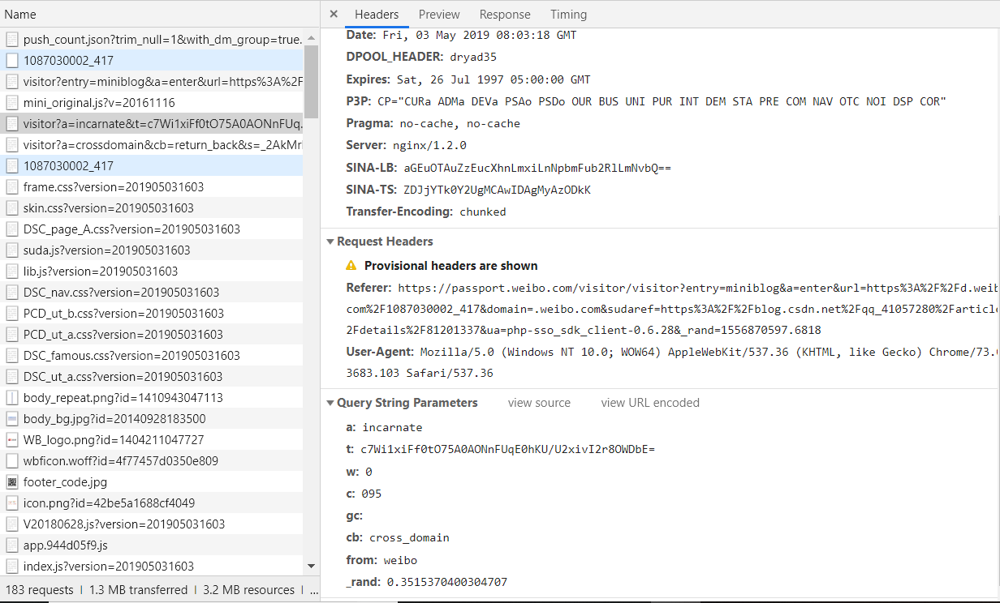 Name
push_count.json?trim_null=1&with_dm_group=true.
1087030002_417
visitor?entry=miniblog&a=enter&url=https%3A%2F
mini_original.js?v=20161116
visitor?a=incarnate&t=c7Wi1xiFf0tO75A0AONnFUq.
visitor?a=crossdomain&cb=return_back&s=_2AkMr
1087030002_417
frame.css?version=201905031603
skin.css?version=201905031603
DSC_page_A.css?version=201905031603
suda.js?version=201905031603
lib.js?version=201905031603
DSC_nav.css?version=201905031603
PCD_ut_b.css?version=201905031603
PCD_ut_a.css?version=201905031603
DSC_famous.css?version=201905031603
DSC_ut_a.css?version=201905031603
body_repeat.png?id=1410943047113
body_bg.jpg?id=20140928183500
WB_logo.png?id=1404211047727
wbficon.woff?id=4f77457d0350e809
footer_code.jpg
icon.png?id=42be5a1688cf4049
V20180628.js?version=201905031603
app.944d05f9.js
index.js?version=201905031603
183 requests | 1.3 MB transferred | 3.2 MB resources | ...
× Headers Preview Response Timing
Date: Fri, 03 May 2019 08:03:18 GMT
DPOOL_HEADER: dryad35
Expires: Sat, 26 Jul 1997 05:00:00 GMT
P3P: CP="CURa ADMa DEVa PSAo PSDo OUR BUS UNI PUR INT DEM STA PRE COM NAV OTC NOI DSP COR"
Pragma: no-cache, no-cache
Server: nginx/1.2.0
SINA-LB: aGEuOTAuZzEucXhnLmxiLnNpbmFub2RlLmNvbQ==
SINA-TS: ZDJjYTk0Y2UgMCAwIDAgMyAzODkK
Transfer-Encoding: chunked
Request Headers
Provisional headers are shown
Referer: https://passport.weibo.com/visitor/visitor?entry=miniblog&a=enter&url=https%3A%2F%2Fd.weib
com%2F1087030002_417&domain=.weibo.com&sudaref=https%3A%2F%2Fblog.csdn.net%2Fqq_41057280%2Farticle
2Fdetails%2F81201337&ua=php-sso_sdk_client-0.6.28&_rand=1556870597.6818
User-Agent: Mozilla/5.0 (Windows NT 10.0; WOW64) AppleWebKit/537.36 (KHTML, like Gecko) Chrome/73.0
3683.103 Safari/537.36
Query String Parameters view source view URL encoded
a: incarnate
t: c7Wi1xiFf0tO75A0AONnFUqE0hKU/U2xivI2r8OWDbE=
w: 0
c: 095
gc:
cb: cross_domain
from: weibo
_rand: 0.3515370400304707